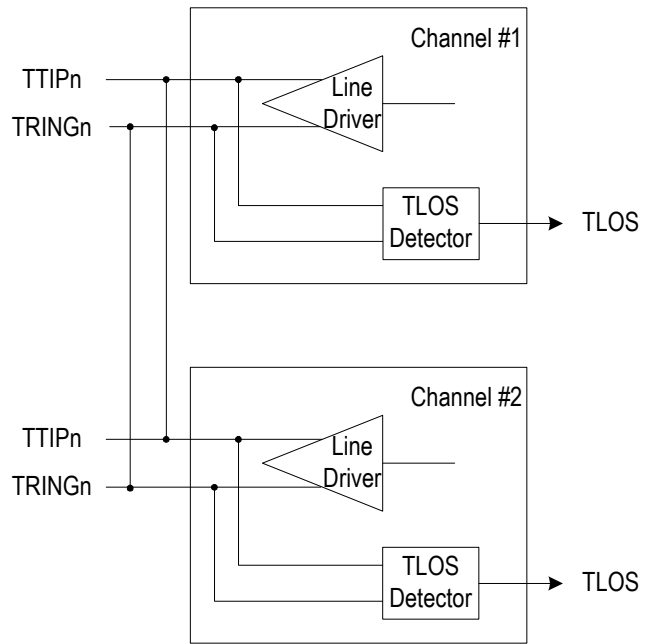 Channel #1
TTIPn
Line
Driver
TRINGn
TLOS
Detector
TLOS
Channel #2
TTIPn
Line
Driver
TRINGn
TLOS
Detector
TLOS